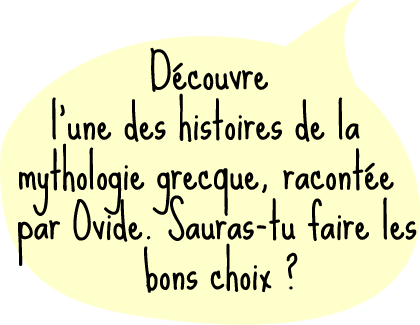 Découvre
l'une des histoires de la
mythologie grecque, racontée
par Ovide. Sauras-tu faire les
bons choix ?